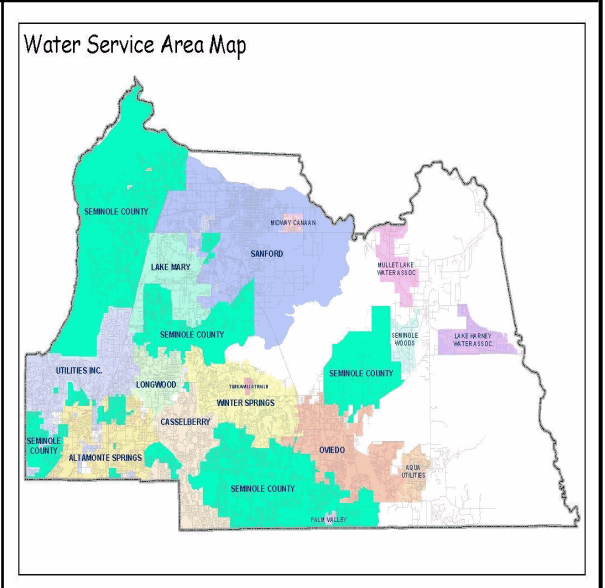 Water Service Area Map
SEMINOLE COUNTY
MIDWAY CANAAN
SANFORD
LAKE MARY
MULLET LAKE
WATER ASSOC
SEMINOLE COUNTY
SEMINOLE
WOODS
LAKE HARNEY
WATER ASSOC.
UTILITIES INC.
SEMINOLE COUNTY
LONGWOOD
WINTER SPRINGS
CASSELBERRY
SEMINOLE
COUNTY
ALTAMONTE SPRINGS
OVIEDO
AQUA
UTILITIES
SEMINOLE COUNTY
PALM VALLEY